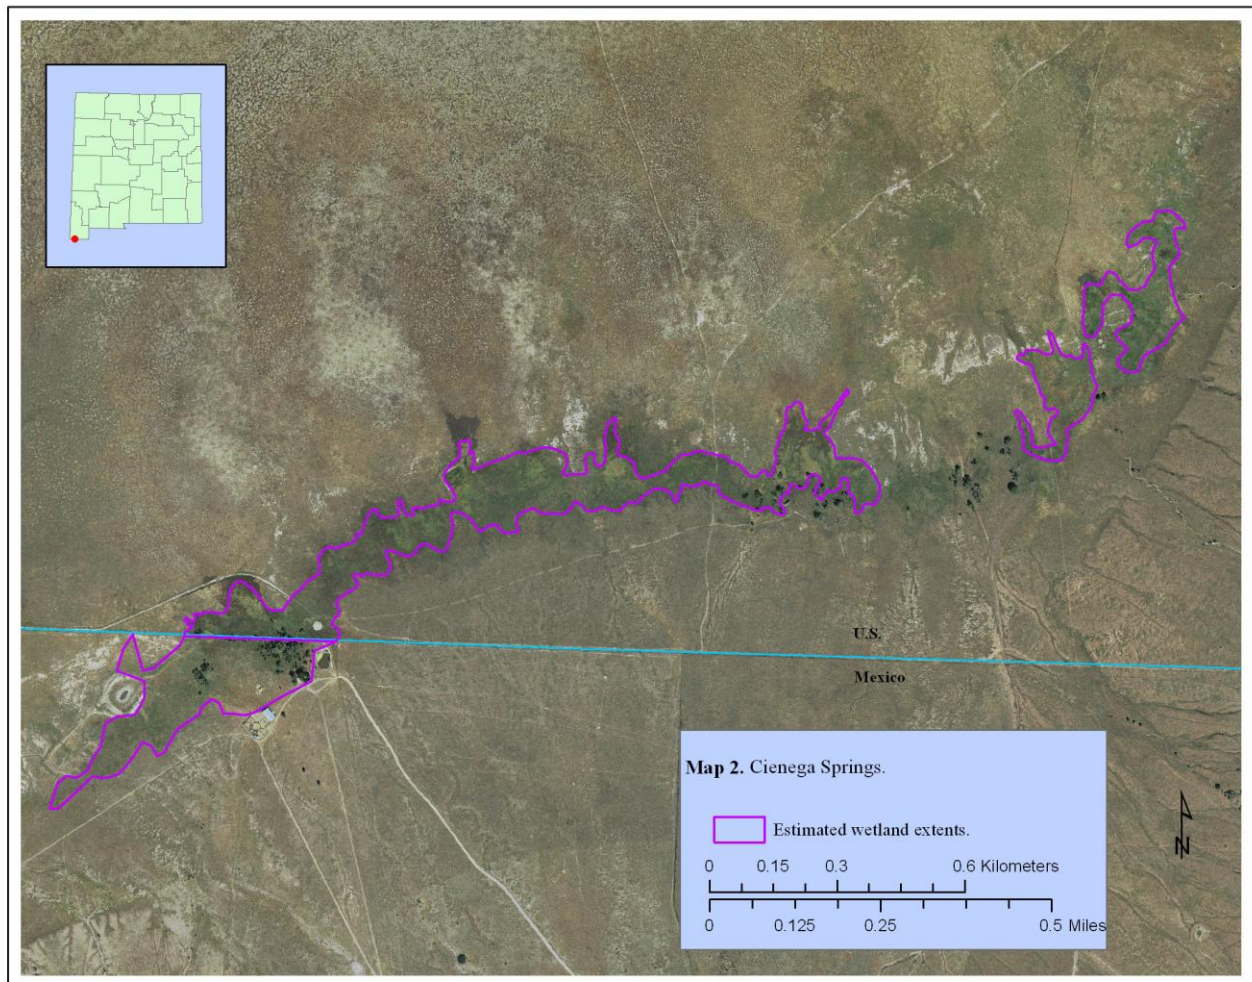 U.S.
Mexico
Map 2. Cienega Springs.
Estimated wetland extents.
0 0.15 0.3 0.6 Kilometers
0 0.125 0.25 0.5 Miles
N